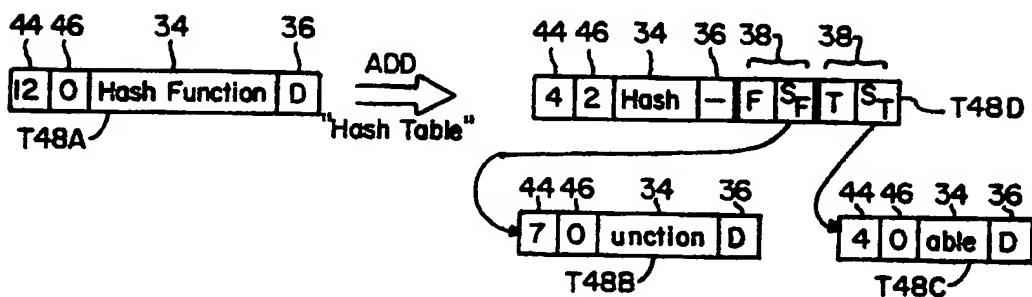 44 46 34 36
12 0 Hash Function D
T48A
ADD
"Hash Table"
44 46 34 36 38 38
4 2 Hash – F SF T ST
T48D
44 46 34 36
7 0 unction D
T48B
44 46 34 36
4 0 able D
T48C